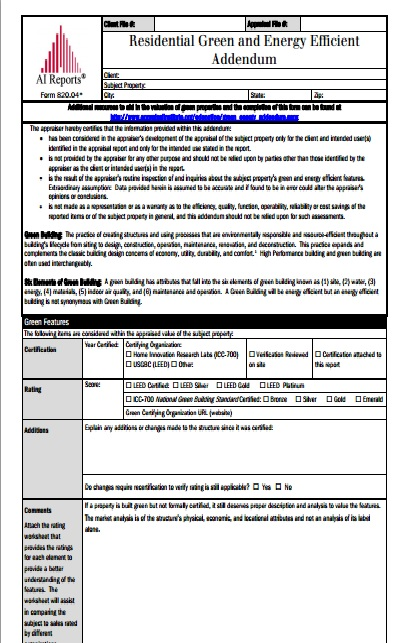 Client File #:
Appraisal File #:
Residential Green and Energy Efficient
Addendum
AI Reports®
Form 820.04*
Client:
Subject Property:
City:
State:
Zip:
Additional resources to aid in the valuation of green properties and the completion of this form can be found at
The appraiser hereby certifies that the information provided within this addendum:
• has been considered in the appraiser's development of the appraisal of the subject property only for the client and intended user(s)
identified in the appraisal report and only for the intended use stated in the report.
• is not provided by the appraiser for any other purpose and should not be relied upon by parties other than those identified by the
appraiser as the client or intended user(s) in the report.
• is the result of the appraiser's routine inspection of and inquiries about the subject property's green and energy efficient features.
Extraordinary assumption: Data provided herein is assumed to be accurate and if found to be in error could alter the appraiser's
opinions or conclusions.
• is not made as a representation or as a warranty as to the efficiency, quality, function, operability, reliability or cost savings of the
reported items or of the subject property in general, and this addendum should not be relied upon for such assessments.
Green Building: The practice of creating structures and using processes that are environmentally responsible and resource-efficient throughout a
building's lifecycle from siting to design, construction, operation, maintenance, renovation, and deconstruction. This practice expands and
complements the classic building design concerns of economy, utility, durability, and comfort.¹ High Performance building and green building are
often used interchangeably.
Six Elements of Green Building: A green building has attributes that fall into the six elements of green building known as (1) site, (2) water, (3)
energy, (4) materials, (5) indoor air quality, and (6) maintenance and operation. A Green Building will be energy efficient but an energy efficient
building is not synonymous with Green Building.
Green Features
The following items are considered within the appraised value of the subject property:
Certification
Year Certified:
Certifying Organization:
☐ Home Innovation Research Labs (ICC-700)
☐ USGBC (LEED) ☐ Other:
☐ Verification Reviewed
on site
☐ Certification attached to
this report
Rating
Score:
☐ LEED Certified: ☐ LEED Silver ☐ LEED Gold ☐ LEED Platinum
☐ ICC-700 National Green Building Standard Certified: ☐ Bronze ☐ Silver ☐ Gold ☐ Emerald
Green Certifying Organization URL (website)
Additions
Explain any additions or changes made to the structure since it was certified:
Do changes require recertification to verify rating is still applicable? ☐ Yes ☐ No
Comments
Attach the rating
worksheet that
provides the ratings
for each element to
provide a better
understanding of the
features. The
worksheet will assist
in comparing the
subject to sales rated
by different
If a property is built green but not formally certified, it still deserves proper description and analysis to value the features.
The market analysis is of the structure's physical, economic, and locational attributes and not an analysis of its label
alone.